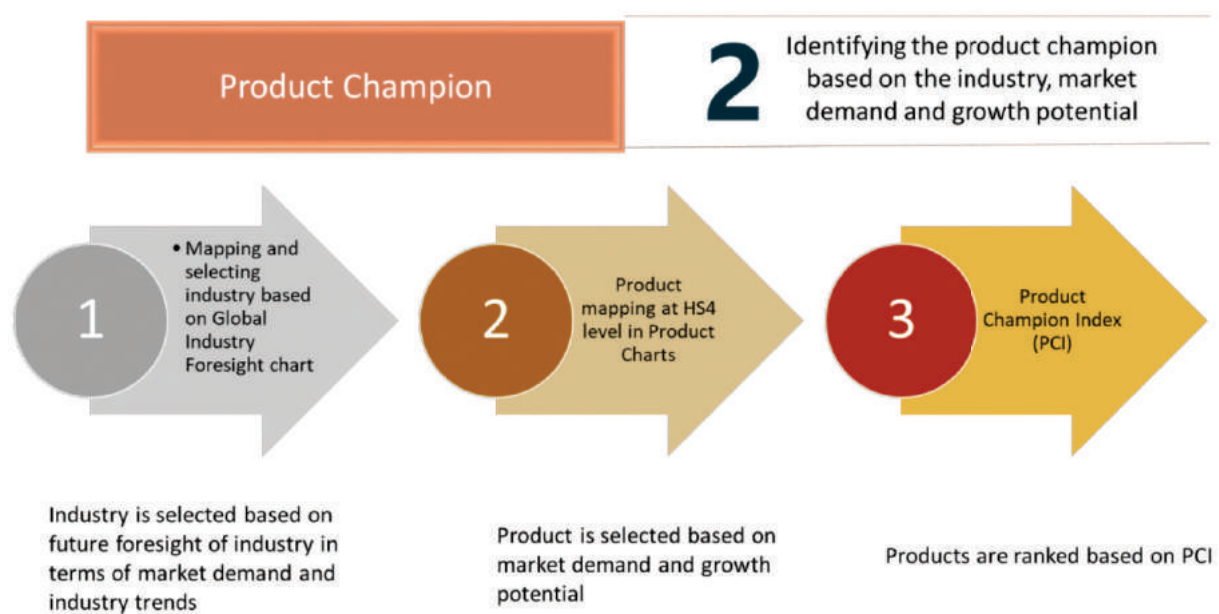 Product Champion
2
Identifying the product champion
based on the industry, market
demand and growth potential
1
• Mapping and
selecting
industry based
on Global
Industry
Foresight chart
2
Product
mapping at HS4
level in Product
Charts
3
Product
Champion Index
(PCI)
Industry is selected based on
future foresight of industry in
terms of market demand and
industry trends
Product is selected based on
market demand and growth
potential
Products are ranked based on PCI